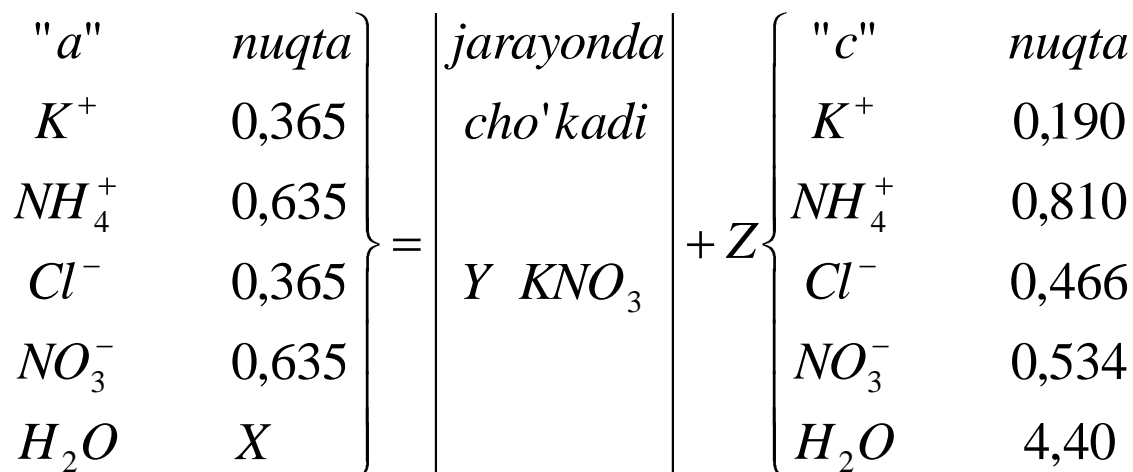 "a" nuqta jarayonda "c" nuqta
K⁺ 0,365 cho'kadi K⁺ 0,190
NH₄⁺ 0,635 NH₄⁺ 0,810
= + Z
Cl⁻ 0,365 Y KNO₃ Cl⁻ 0,466
NO₃⁻ 0,635 NO₃⁻ 0,534
H₂O X H₂O 4,40